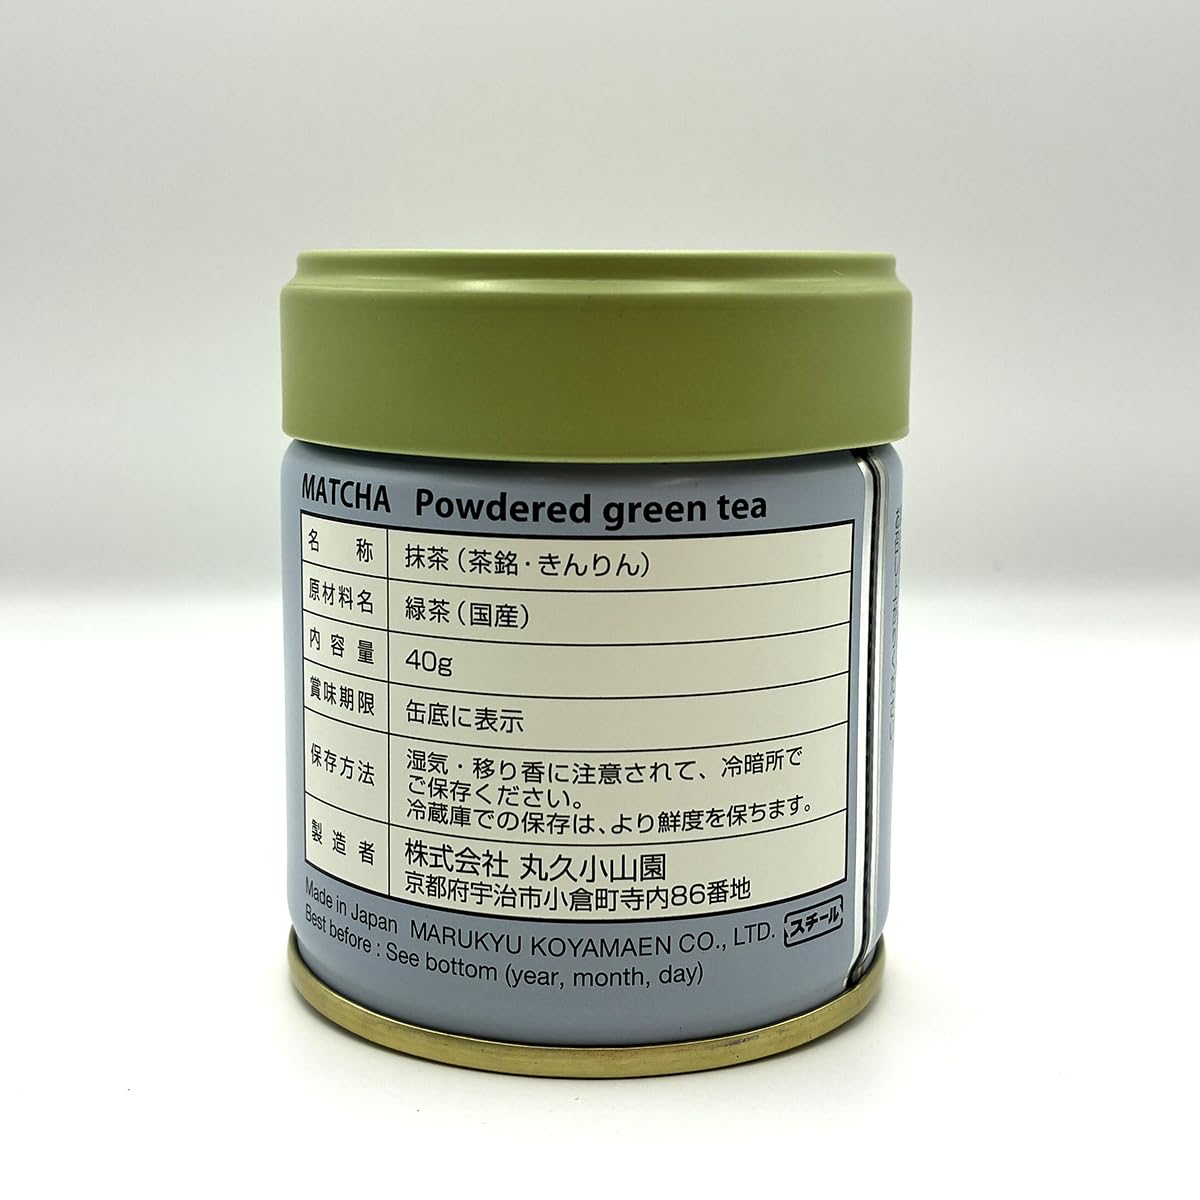 MATCHA Powdered green tea
名称 抹茶(茶銘・きんりん)
原材料名 緑茶(国産)
内容量 40g
賞味期限 缶底に表示
保存方法 湿気・移り香に注意されて、冷暗所で
ご保存ください。
冷蔵庫での保存は、より鮮度を保ちます。
製造者 株式会社 丸久小山園
京都府宇治市小倉町寺内86番地
Made in Japan MARUKYU KOYAMAEN CO., LTD.
スチール
Best before : See bottom (year, month, day)